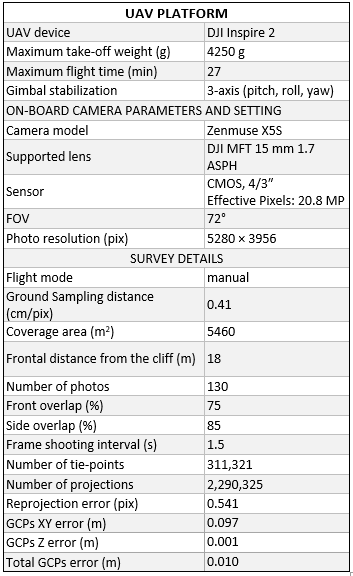 UAV PLATFORM
UAV device DJI Inspire 2
Maximum take-off weight (g) 4250 g
Maximum flight time (min) 27
Gimbal stabilization 3-axis (pitch, roll, yaw)
ON-BOARD CAMERA PARAMETERS AND SETTING
Camera model Zenmuse X5S
Supported lens DJI MFT 15 mm 1.7
ASPH
Sensor CMOS, 4/3”
Effective Pixels: 20.8 MP
FOV 72°
Photo resolution (pix) 5280 × 3956
SURVEY DETAILS
Flight mode manual
Ground Sampling distance
(cm/pix) 0.41
Coverage area (m²) 5460
Frontal distance from the cliff (m) 18
Number of photos 130
Front overlap (%) 75
Side overlap (%) 85
Frame shooting interval (s) 1.5
Number of tie-points 311,321
Number of projections 2,290,325
Reprojection error (pix) 0.541
GCPs XY error (m) 0.097
GCPs Z error (m) 0.001
Total GCPs error (m) 0.010